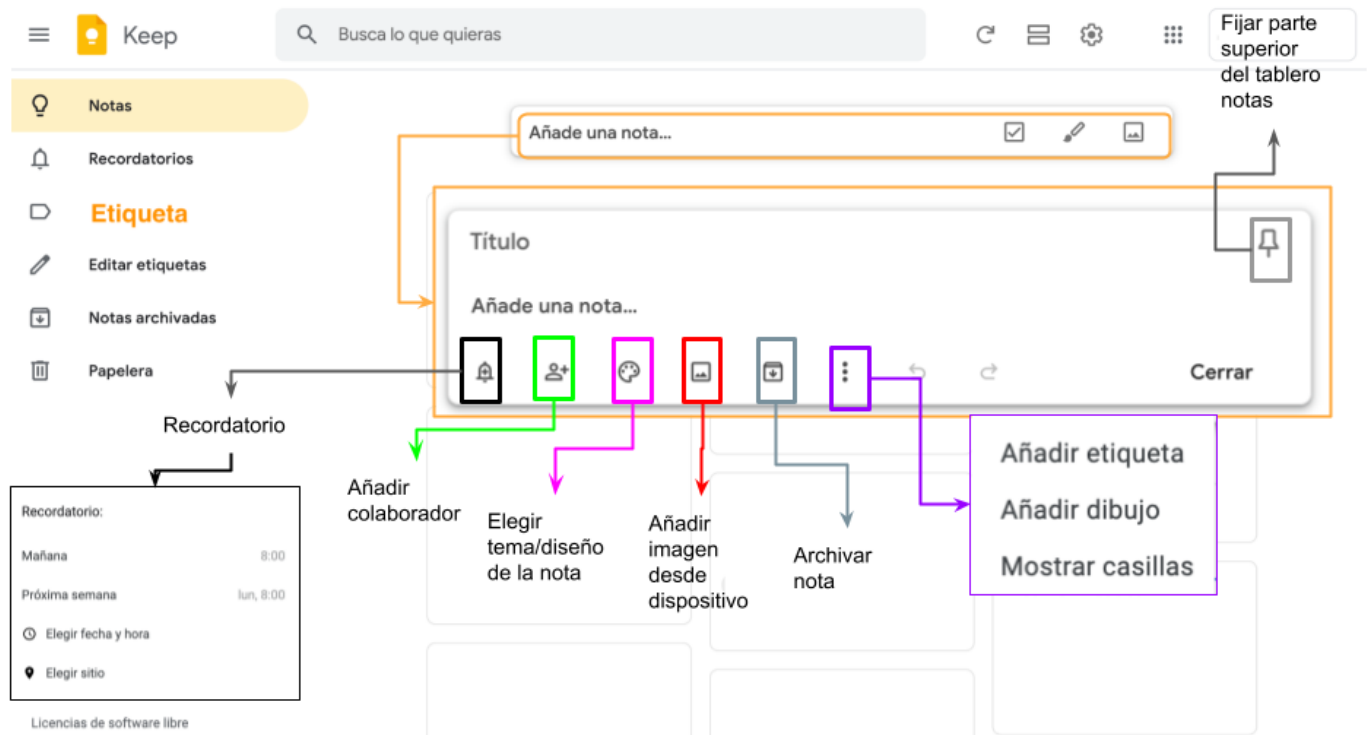 Keep
Busca lo que quieras
Fijar parte
superior
del tablero
notas
Notas
Recordatorios
Etiqueta
Editar etiquetas
Notas archivadas
Papelera
Añade una nota...
Título
Añade una nota...
Cerrar
Recordatorio
Añadir
colaborador
Elegir
tema/diseño
de la nota
Añadir
imagen
desde
dispositivo
Archivar
nota
Añadir etiqueta
Añadir dibujo
Mostrar casillas
Recordatorio:
Mañana 8:00
Próxima semana lun, 8:00
Elegir fecha y hora
Elegir sitio
Licencias de software libre